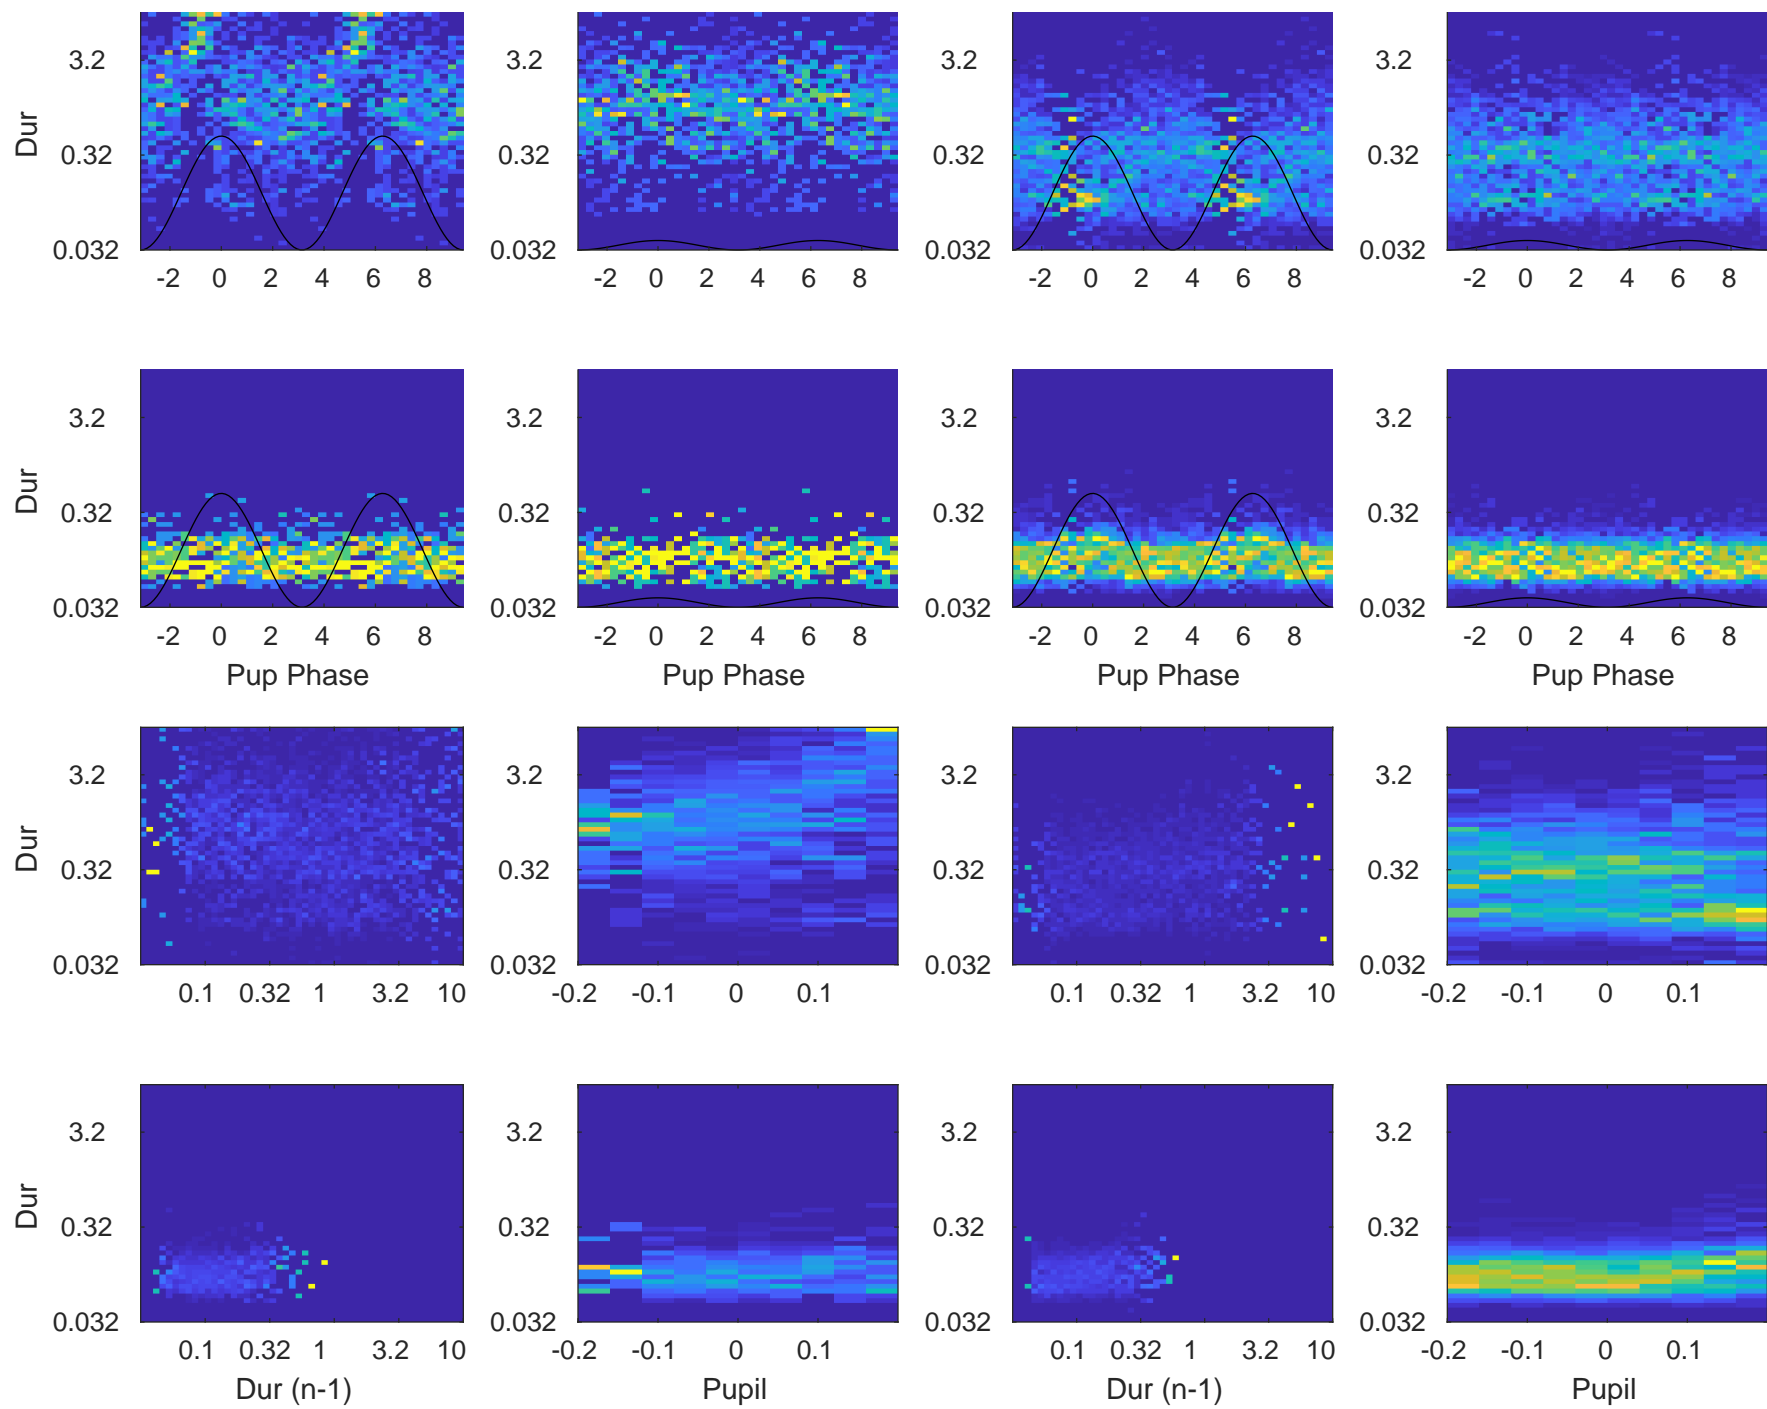 Dur
3.2 3.2 3.2 3.2
0.32 0.32 0.32 0.32
0.032 0.032 0.032 0.032
-2 0 2 4 6 8 -2 0 2 4 6 8 -2 0 2 4 6 8 -2 0 2 4 6 8
Dur
3.2 3.2 3.2 3.2
0.32 0.32 0.32 0.32
0.032 0.032 0.032 0.032
-2 0 2 4 6 8 -2 0 2 4 6 8 -2 0 2 4 6 8 -2 0 2 4 6 8
Pup Phase Pup Phase Pup Phase Pup Phase
Dur
3.2 3.2 3.2 3.2
0.32 0.32 0.32 0.32
0.032 0.032 0.032 0.032
0.1 0.32 1 3.2 10 -0.2 -0.1 0 0.1 0.1 0.32 1 3.2 10 -0.2 -0.1 0 0.1
Dur
3.2 3.2 3.2 3.2
0.32 0.32 0.32 0.32
0.032 0.032 0.032 0.032
0.1 0.32 1 3.2 10 -0.2 -0.1 0 0.1 0.1 0.32 1 3.2 10 -0.2 -0.1 0 0.1
Dur (n-1) Pupil Dur (n-1) Pupil